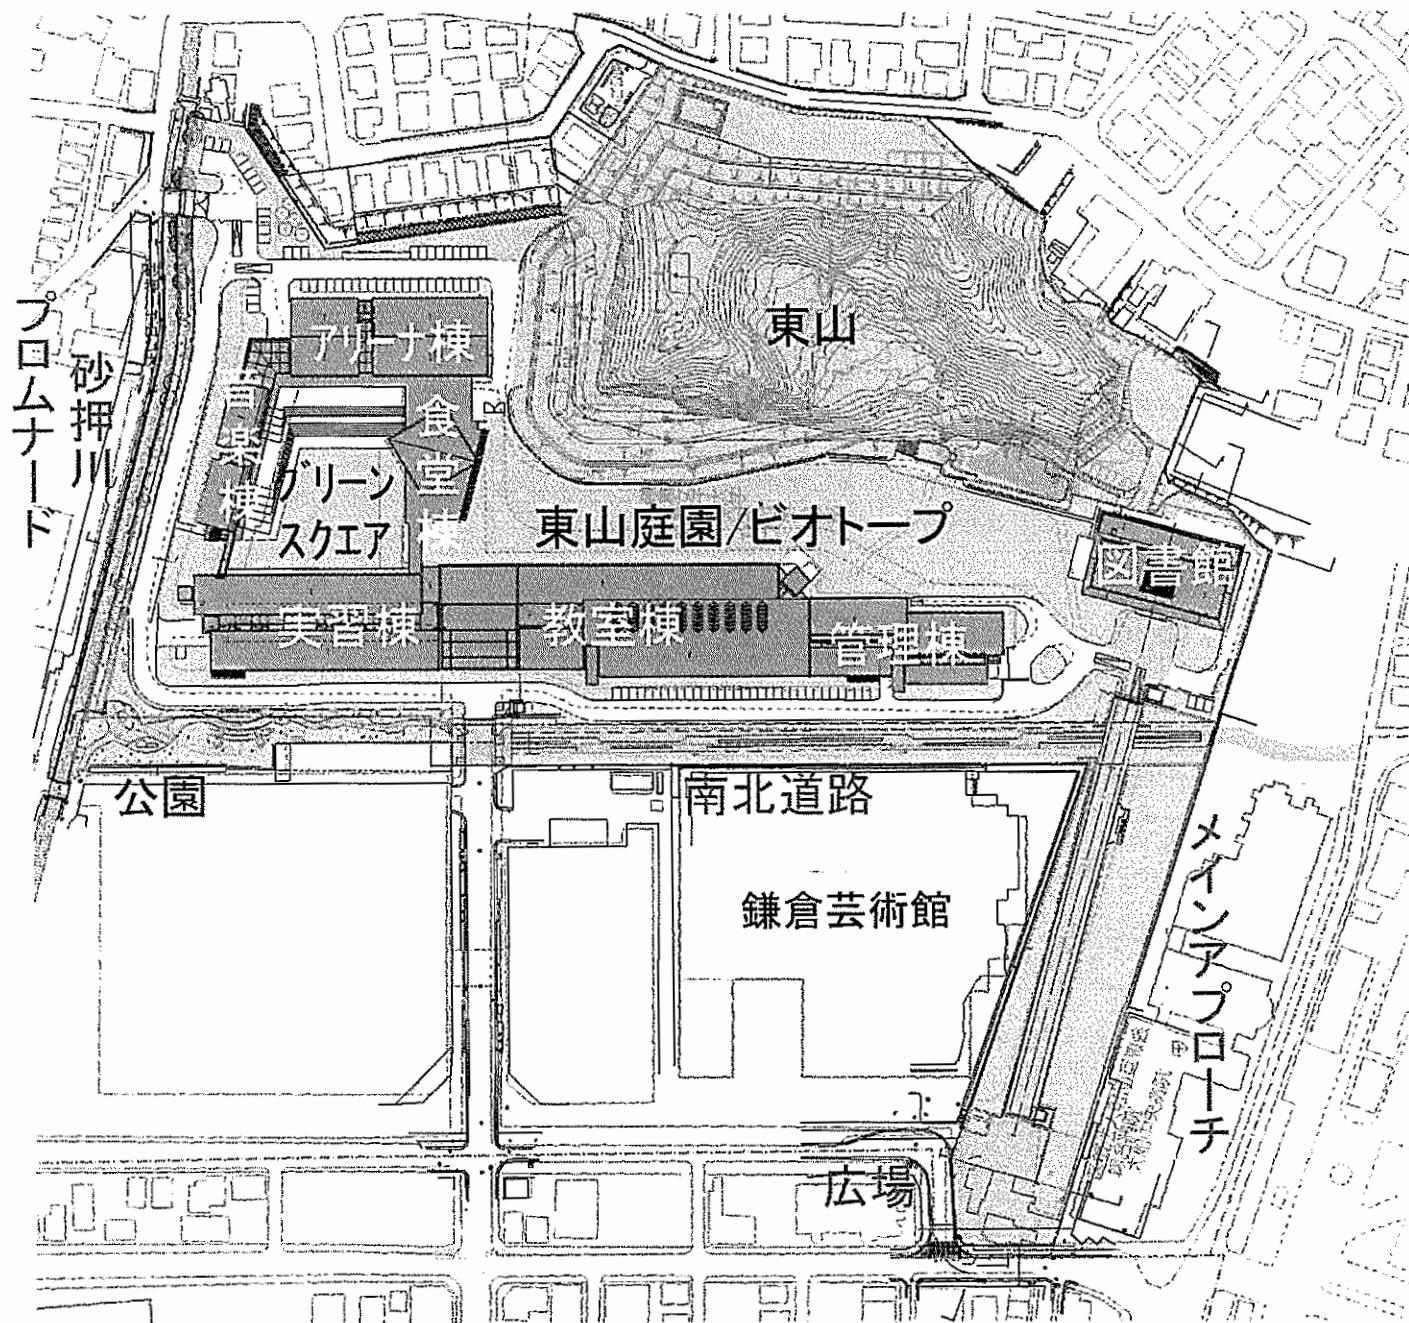 東山
アリーナ棟
プロムナード
砂押川
音楽棟
食堂棟
グリーン
スクエア
東山庭園/ビオトープ
図書館
実習棟
教室棟
管理棟
公園
南北道路
鎌倉芸術館
メインアプローチ
広場